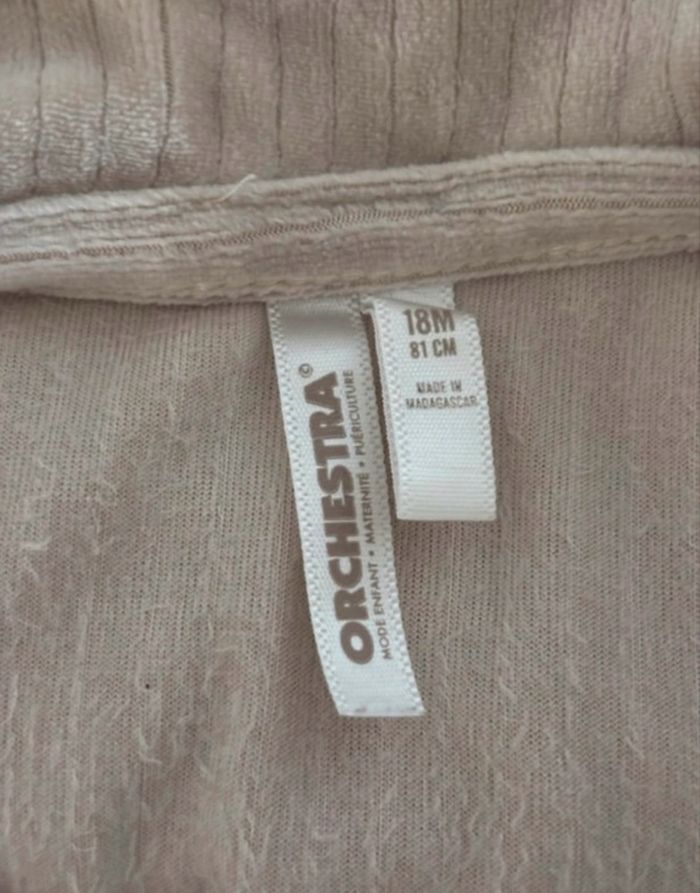 ORCHESTRA©
MODE ENFANT • MATERNITÉ • PUÉRICULTURE
18M
81 CM
MADE IN
MADAGASCAR